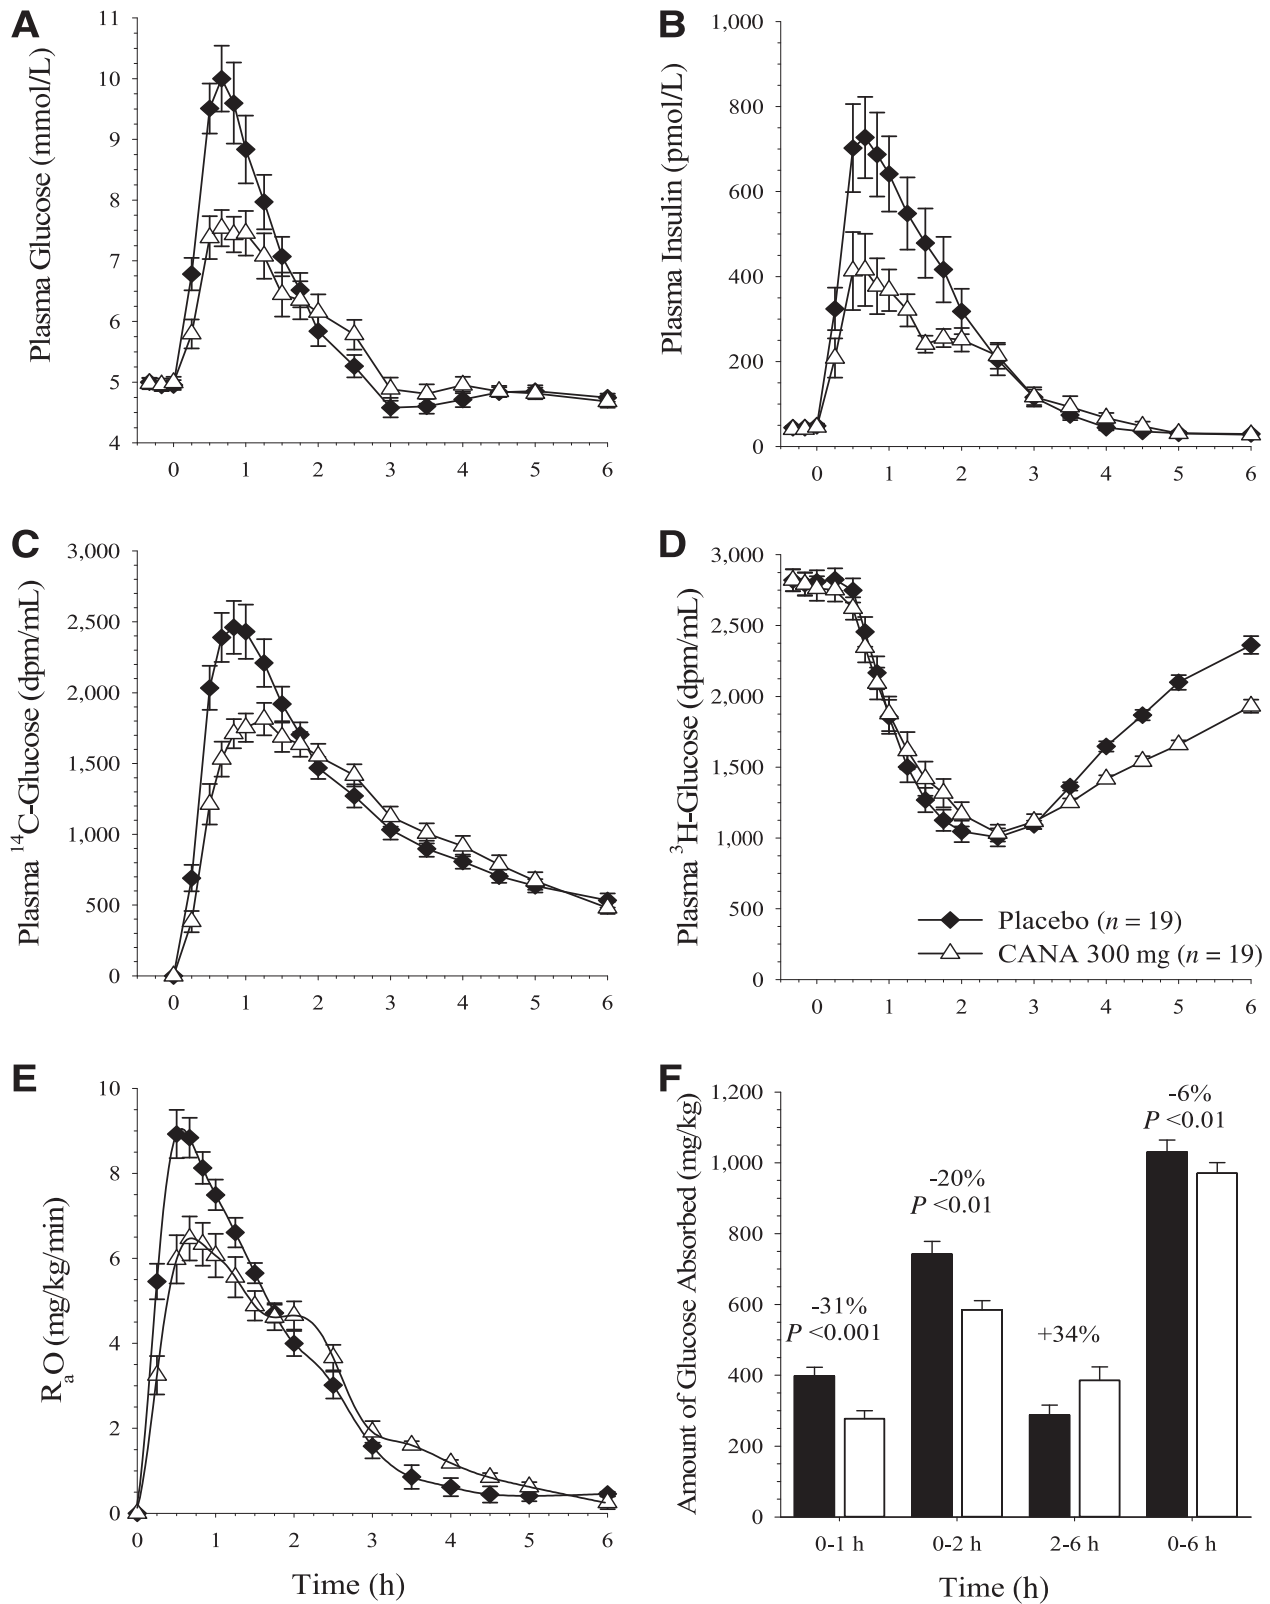 A
Plasma Glucose (mmol/L)
11
10
9
8
7
6
5
4
0 1 2 3 4 5 6
B
Plasma Insulin (pmol/L)
1,000
800
600
400
200
0
0 1 2 3 4 5 6
C
Plasma ¹⁴C-Glucose (dpm/mL)
3,000
2,500
2,000
1,500
1,000
500
0
0 1 2 3 4 5 6
D
Plasma ³H-Glucose (dpm/mL)
3,000
2,500
2,000
1,500
1,000
500
0
Placebo (n = 19)
CANA 300 mg (n = 19)
0 1 2 3 4 5 6
E
RₐO (mg/kg/min)
10
8
6
4
2
0
0 1 2 3 4 5 6
Time (h)
F
Amount of Glucose Absorbed (mg/kg)
1,200
1,000
800
600
400
200
0
-31%
P <0.001
-20%
P <0.01
+34%
-6%
P <0.01
0-1 h 0-2 h 2-6 h 0-6 h
Time (h)